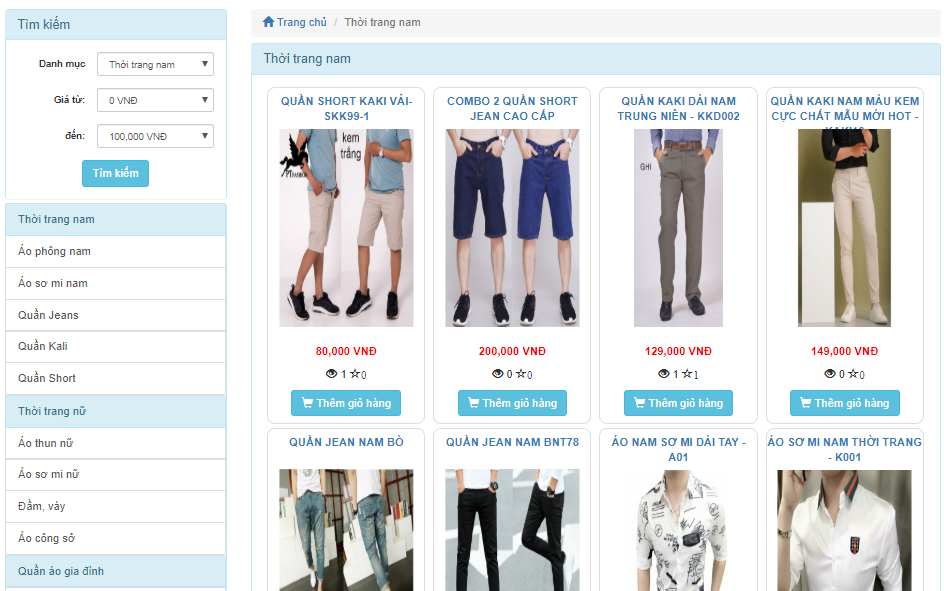 Tìm kiếm
Danh mục
Thời trang nam
Giá từ:
0 VNĐ
đến:
100,000 VNĐ
Tìm kiếm
Thời trang nam
Áo phông nam
Áo sơ mi nam
Quần Jeans
Quần Kali
Quần Short
Thời trang nữ
Áo thun nữ
Áo sơ mi nữ
Đầm, váy
Áo công sở
Quần áo gia đình
Trang chủ / Thời trang nam
Thời trang nam
QUẦN SHORT KAKI VẢI-
SKK99-1
kem
trắng
PTFASHION
80,000 VNĐ
1 0
Thêm giỏ hàng
COMBO 2 QUẦN SHORT
JEAN CAO CẤP
200,000 VNĐ
0 0
Thêm giỏ hàng
QUẦN KAKI DÀI NAM
TRUNG NIÊN - KKD002
GHI
129,000 VNĐ
1 1
Thêm giỏ hàng
QUẦN KAKI NAM MÀU KEM
CỰC CHẤT MẪU MỚI HOT -
149,000 VNĐ
0 0
Thêm giỏ hàng
QUẦN JEAN NAM BÒ
QUẦN JEAN NAM BNT78
ÁO NAM SƠ MI DÀI TAY -
A01
ÁO SƠ MI NAM THỜI TRANG
- K001